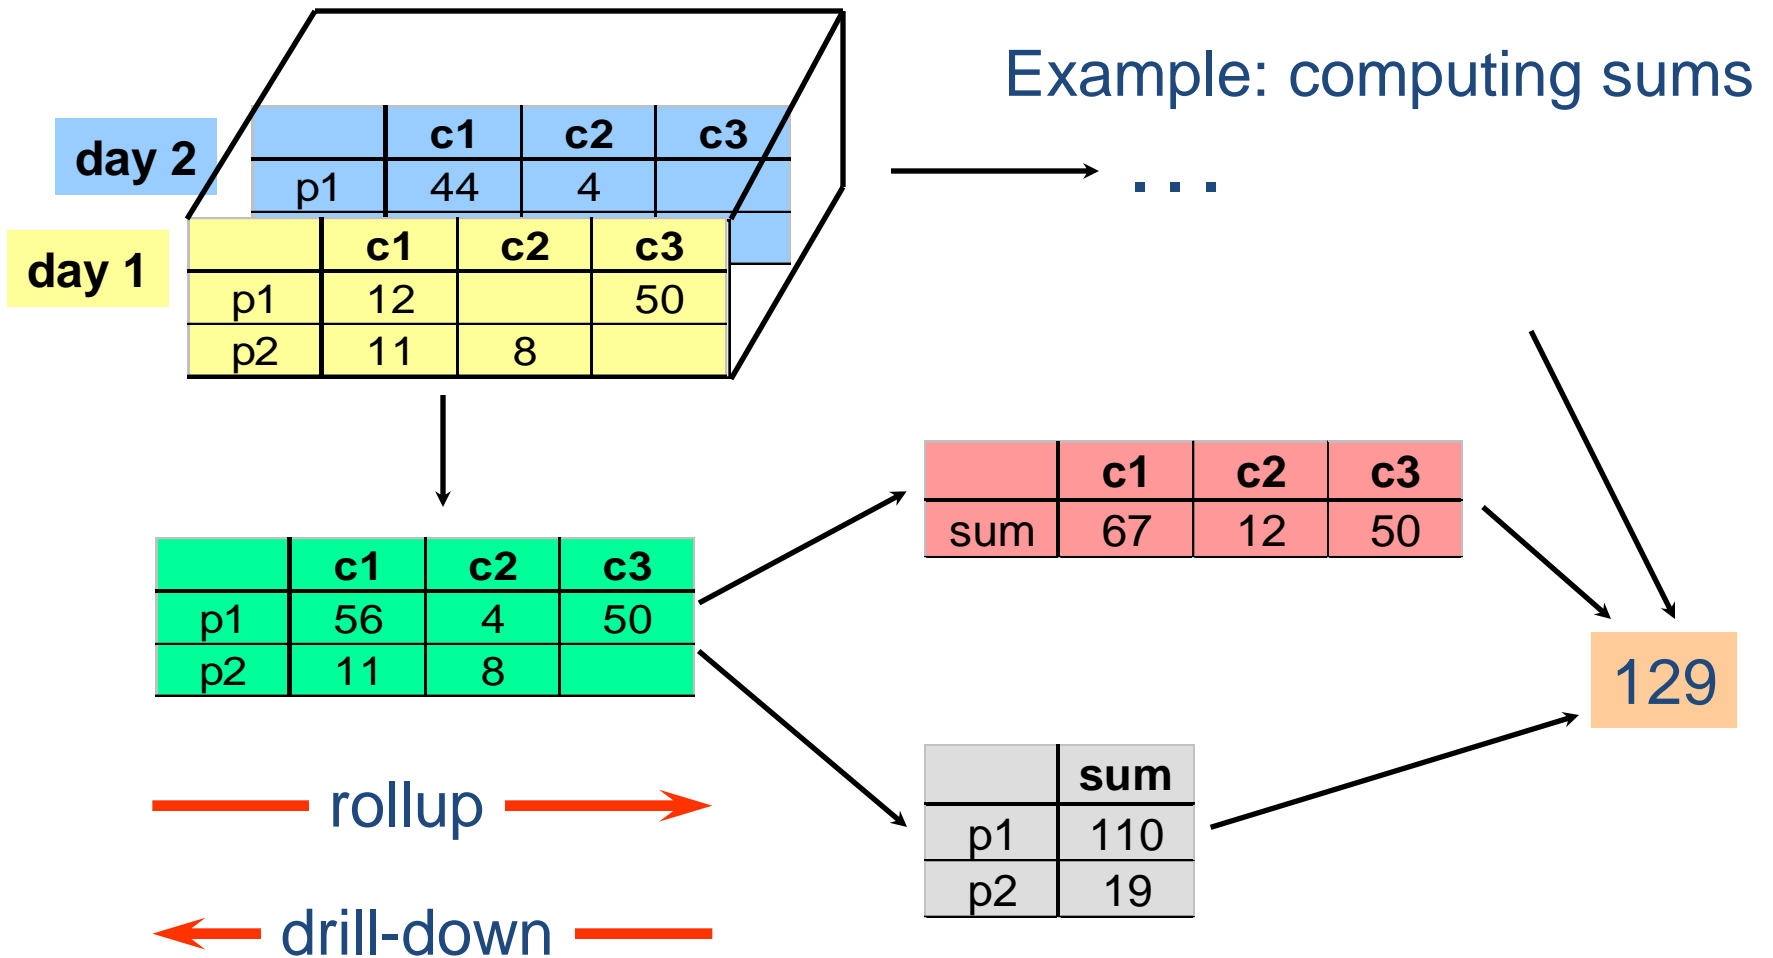 Example: computing sums
day 2
c1 c2 c3
p1 44 4
...
day 1
c1 c2 c3
p1 12 50
p2 11 8
c1 c2 c3
p1 56 4 50
p2 11 8
c1 c2 c3
sum 67 12 50
129
sum
p1 110
p2 19
rollup
drill-down